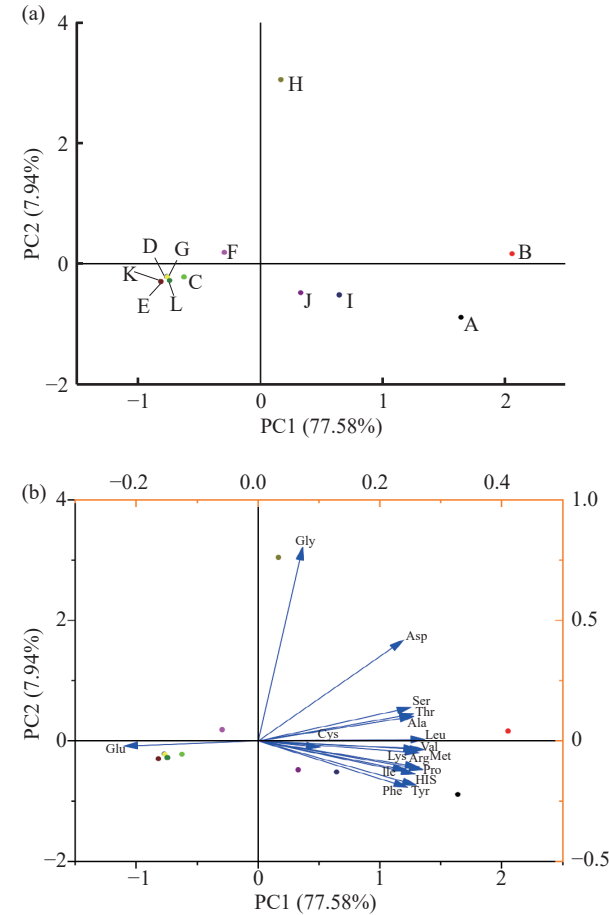 (a)
4
2
0
−2
PC2 (7.94%)
H
B
F
D
G
K
C
E
L
J
I
A
−1
0
1
2
PC1 (77.58%)
(b)
−0.2
0.0
0.2
0.4
4
2
0
−2
1.0
0.5
0
−0.5
PC2 (7.94%)
Gly
Asp
Ser
Thr
Ala
Cys
Leu
Glu
Val
Lys
Arg
Met
Ile
Pro
HIS
Phe
Tyr
−1
0
1
2
PC1 (77.58%)